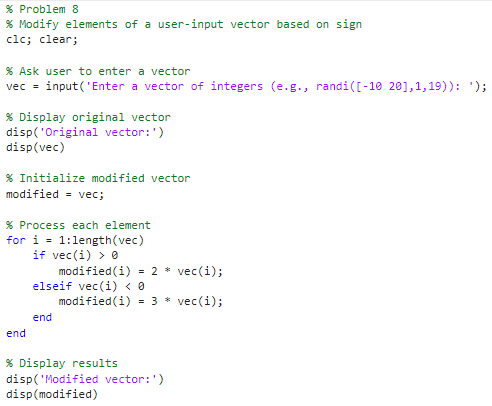 % Problem 8
% Modify elements of a user-input vector based on sign
clc; clear;
% Ask user to enter a vector
vec = input('Enter a vector of integers (e.g., randi([-10 20],1,19)): ');
% Display original vector
disp('Original vector:')
disp(vec)
% Initialize modified vector
modified = vec;
% Process each element
for i = 1:length(vec)
    if vec(i) > 0
        modified(i) = 2 * vec(i);
    elseif vec(i) < 0
        modified(i) = 3 * vec(i);
    end
end
% Display results
disp('Modified vector:')
disp(modified)